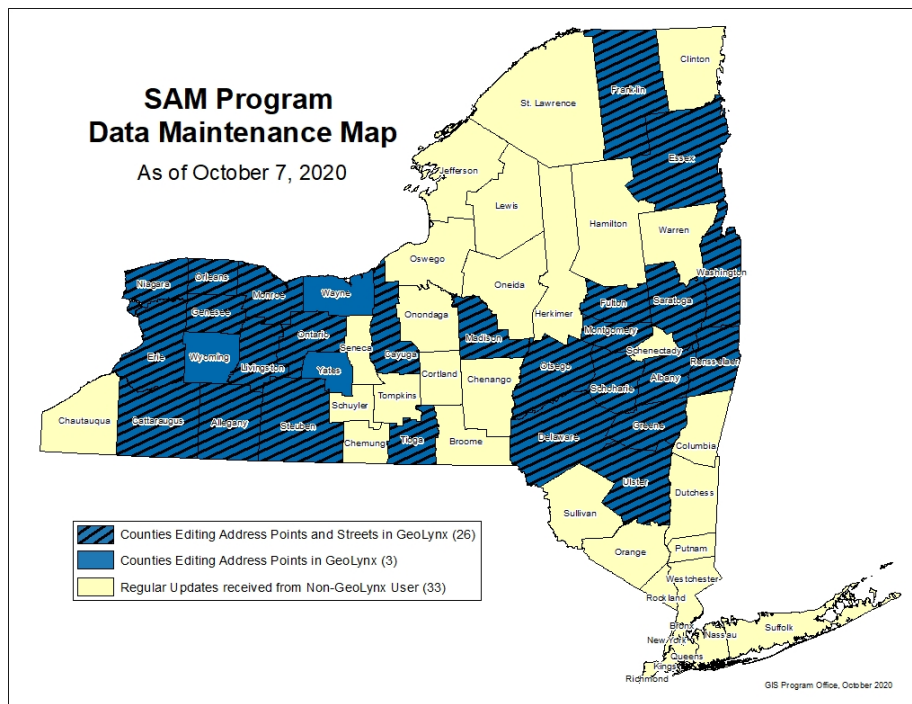 SAM Program
Data Maintenance Map
As of October 7, 2020
Clinton
Franklin
St. Lawrence
Essex
Jefferson
Lewis
Hamilton
Warren
Oswego
Washington
Oneida
Herkimer
Niagara
Orleans
Monroe
Wayne
Fulton
Saratoga
Genesee
Onondaga
Madison
Montgomery
Ontario
Seneca
Cayuga
Schenectady
Rensselaer
Erie
Wyoming
Livingston
Yates
Cortland
Chenango
Otsego
Schoharie
Albany
Chautauqua
Cattaraugus
Allegany
Steuben
Schuyler
Tompkins
Chemung
Tioga
Broome
Delaware
Greene
Columbia
Ulster
Dutchess
Sullivan
Orange
Putnam
Westchester
Rockland
Bronx
New York
Nassau
Suffolk
Queens
Kings
Richmond
Counties Editing Address Points and Streets in GeoLynx (26)
Counties Editing Address Points in GeoLynx (3)
Regular Updates received from Non-GeoLynx User (33)
GIS Program Office, October 2020